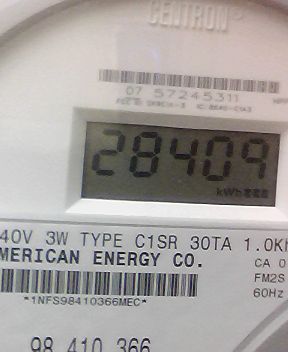 CENTRON®
07 57245311
28409
kWh
40V 3W TYPE C1SR 30TA 1.0Kh
MERICAN ENERGY CO.
CA 0
FM2S
60Hz
*1NFS98410366MEC*
98 410 366